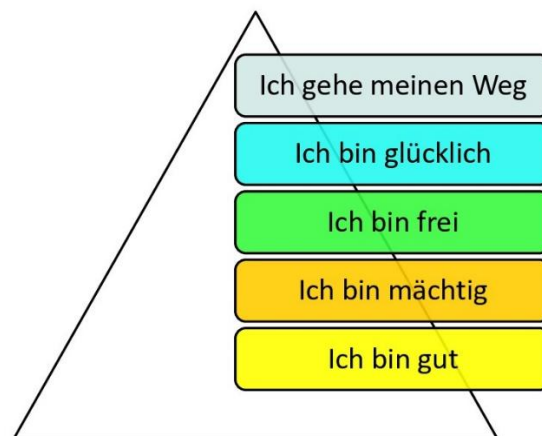 Ich gehe meinen Weg
Ich bin glücklich
Ich bin frei
Ich bin mächtig
Ich bin gut